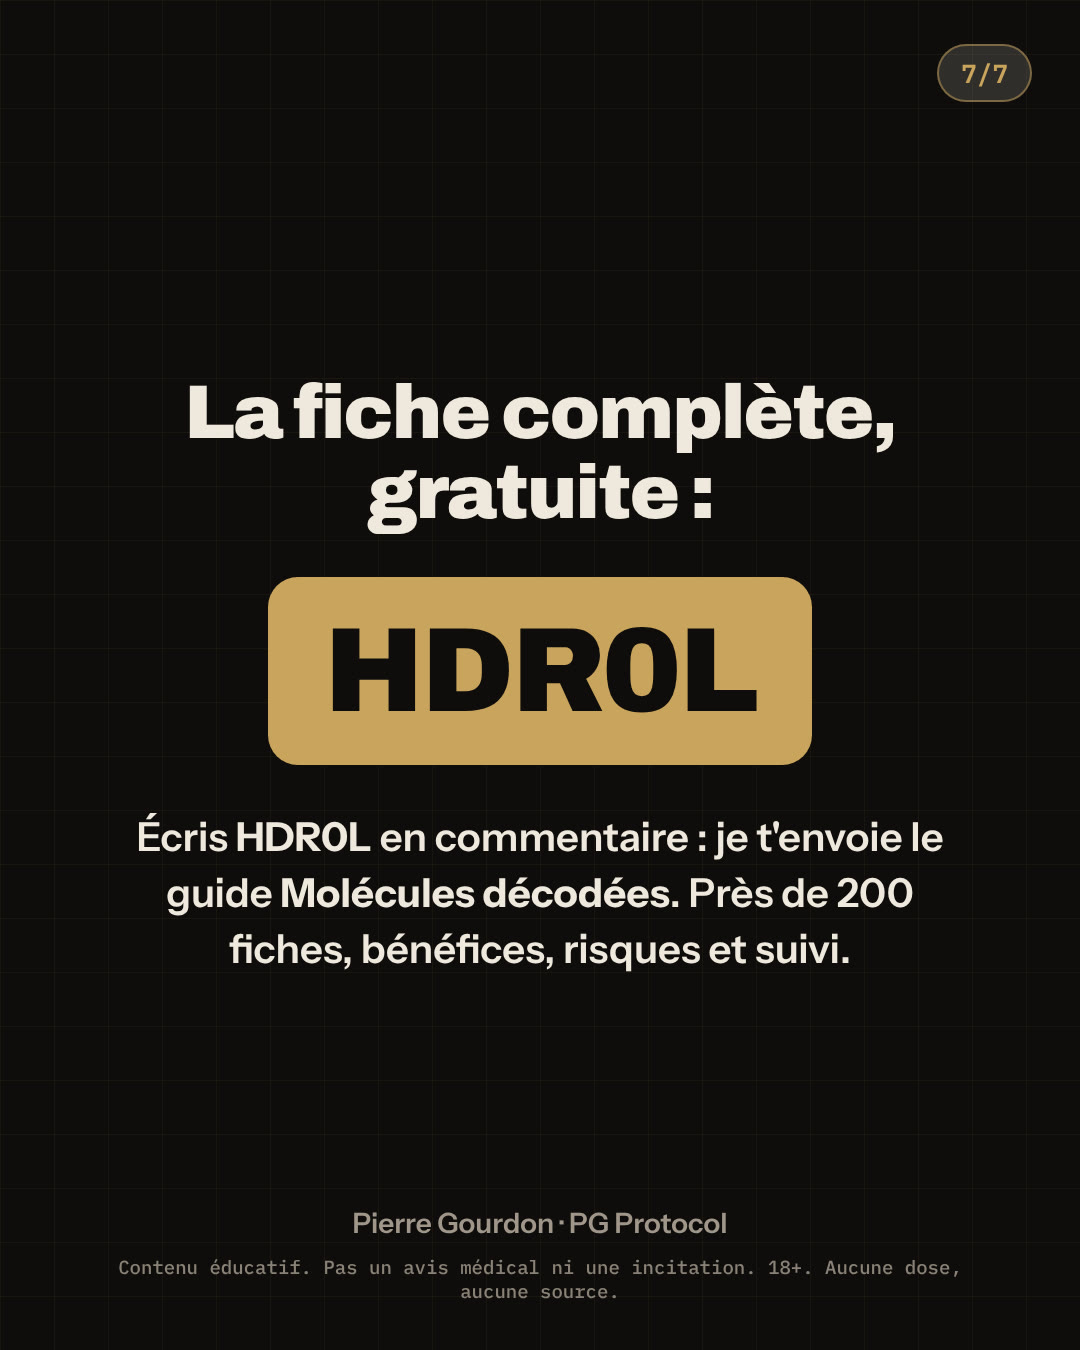 7/7
La fiche complète,
gratuite :
HDR0L
Écris HDR0L en commentaire : je t'envoie le
guide Molécules décodées. Près de 200
fiches, bénéfices, risques et suivi.
Pierre Gourdon · PG Protocol
Contenu éducatif. Pas un avis médical ni une incitation. 18+. Aucune dose,
aucune source.